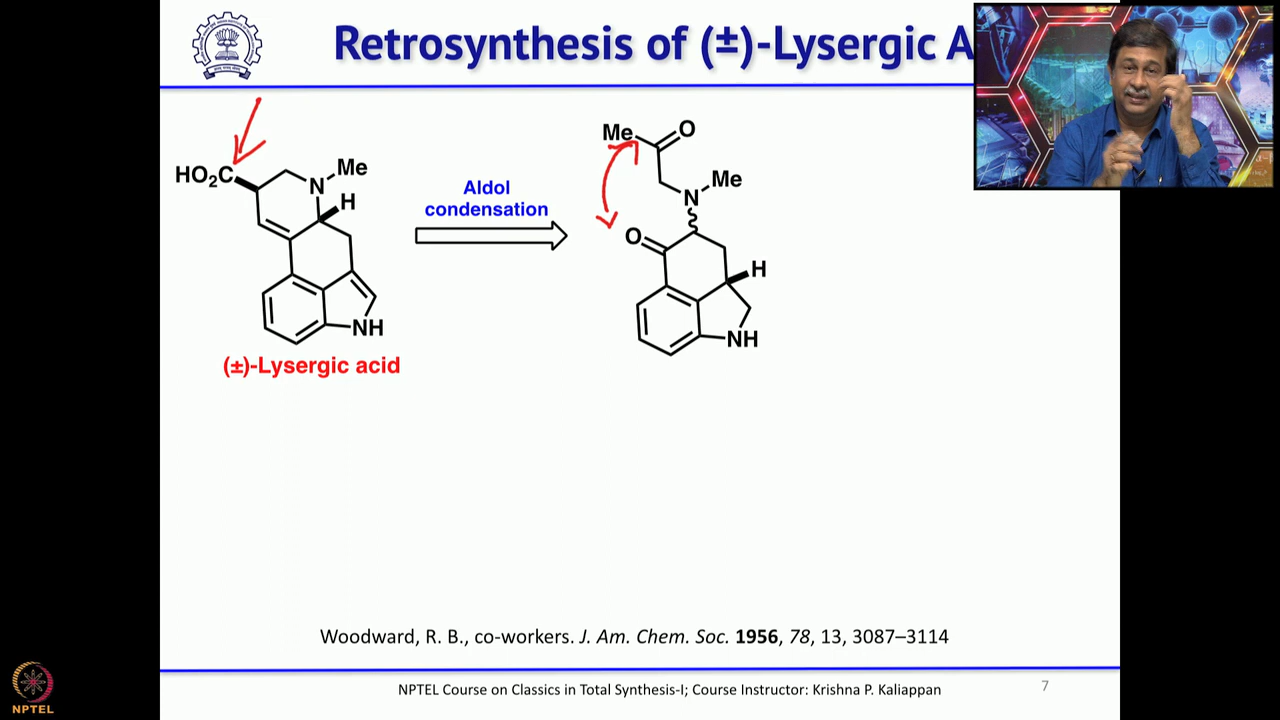 Retrosynthesis of (±)-Lysergic A
HO₂C
N
Me
H
NH
(±)-Lysergic acid
Aldol
condensation
Me
O
N
Me
O
H
NH
Woodward, R. B., co-workers. J. Am. Chem. Soc. 1956, 78, 13, 3087–3114
NPTEL Course on Classics in Total Synthesis-I; Course Instructor: Krishna P. Kaliappan
7
NPTEL